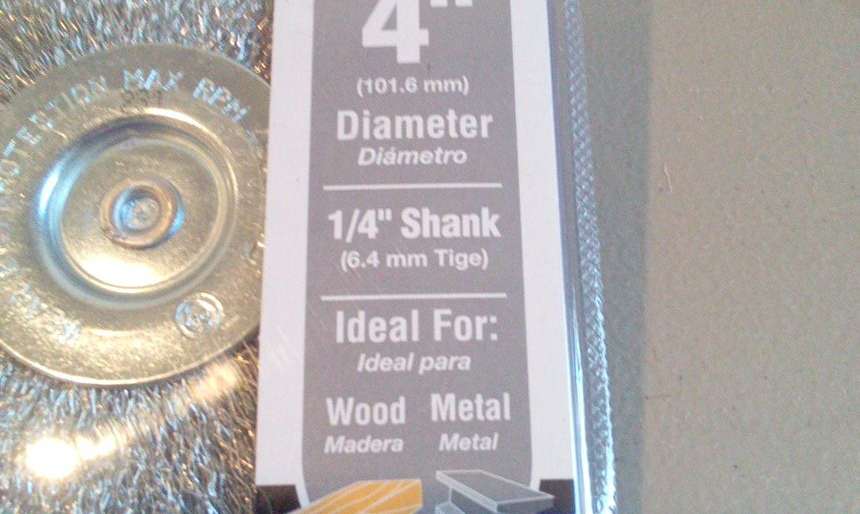 4"
(101.6 mm)
Diameter
Diámetro
1/4" Shank
(6.4 mm Tige)
Ideal For:
Ideal para
Wood Metal
Madera Metal
MAX RPM